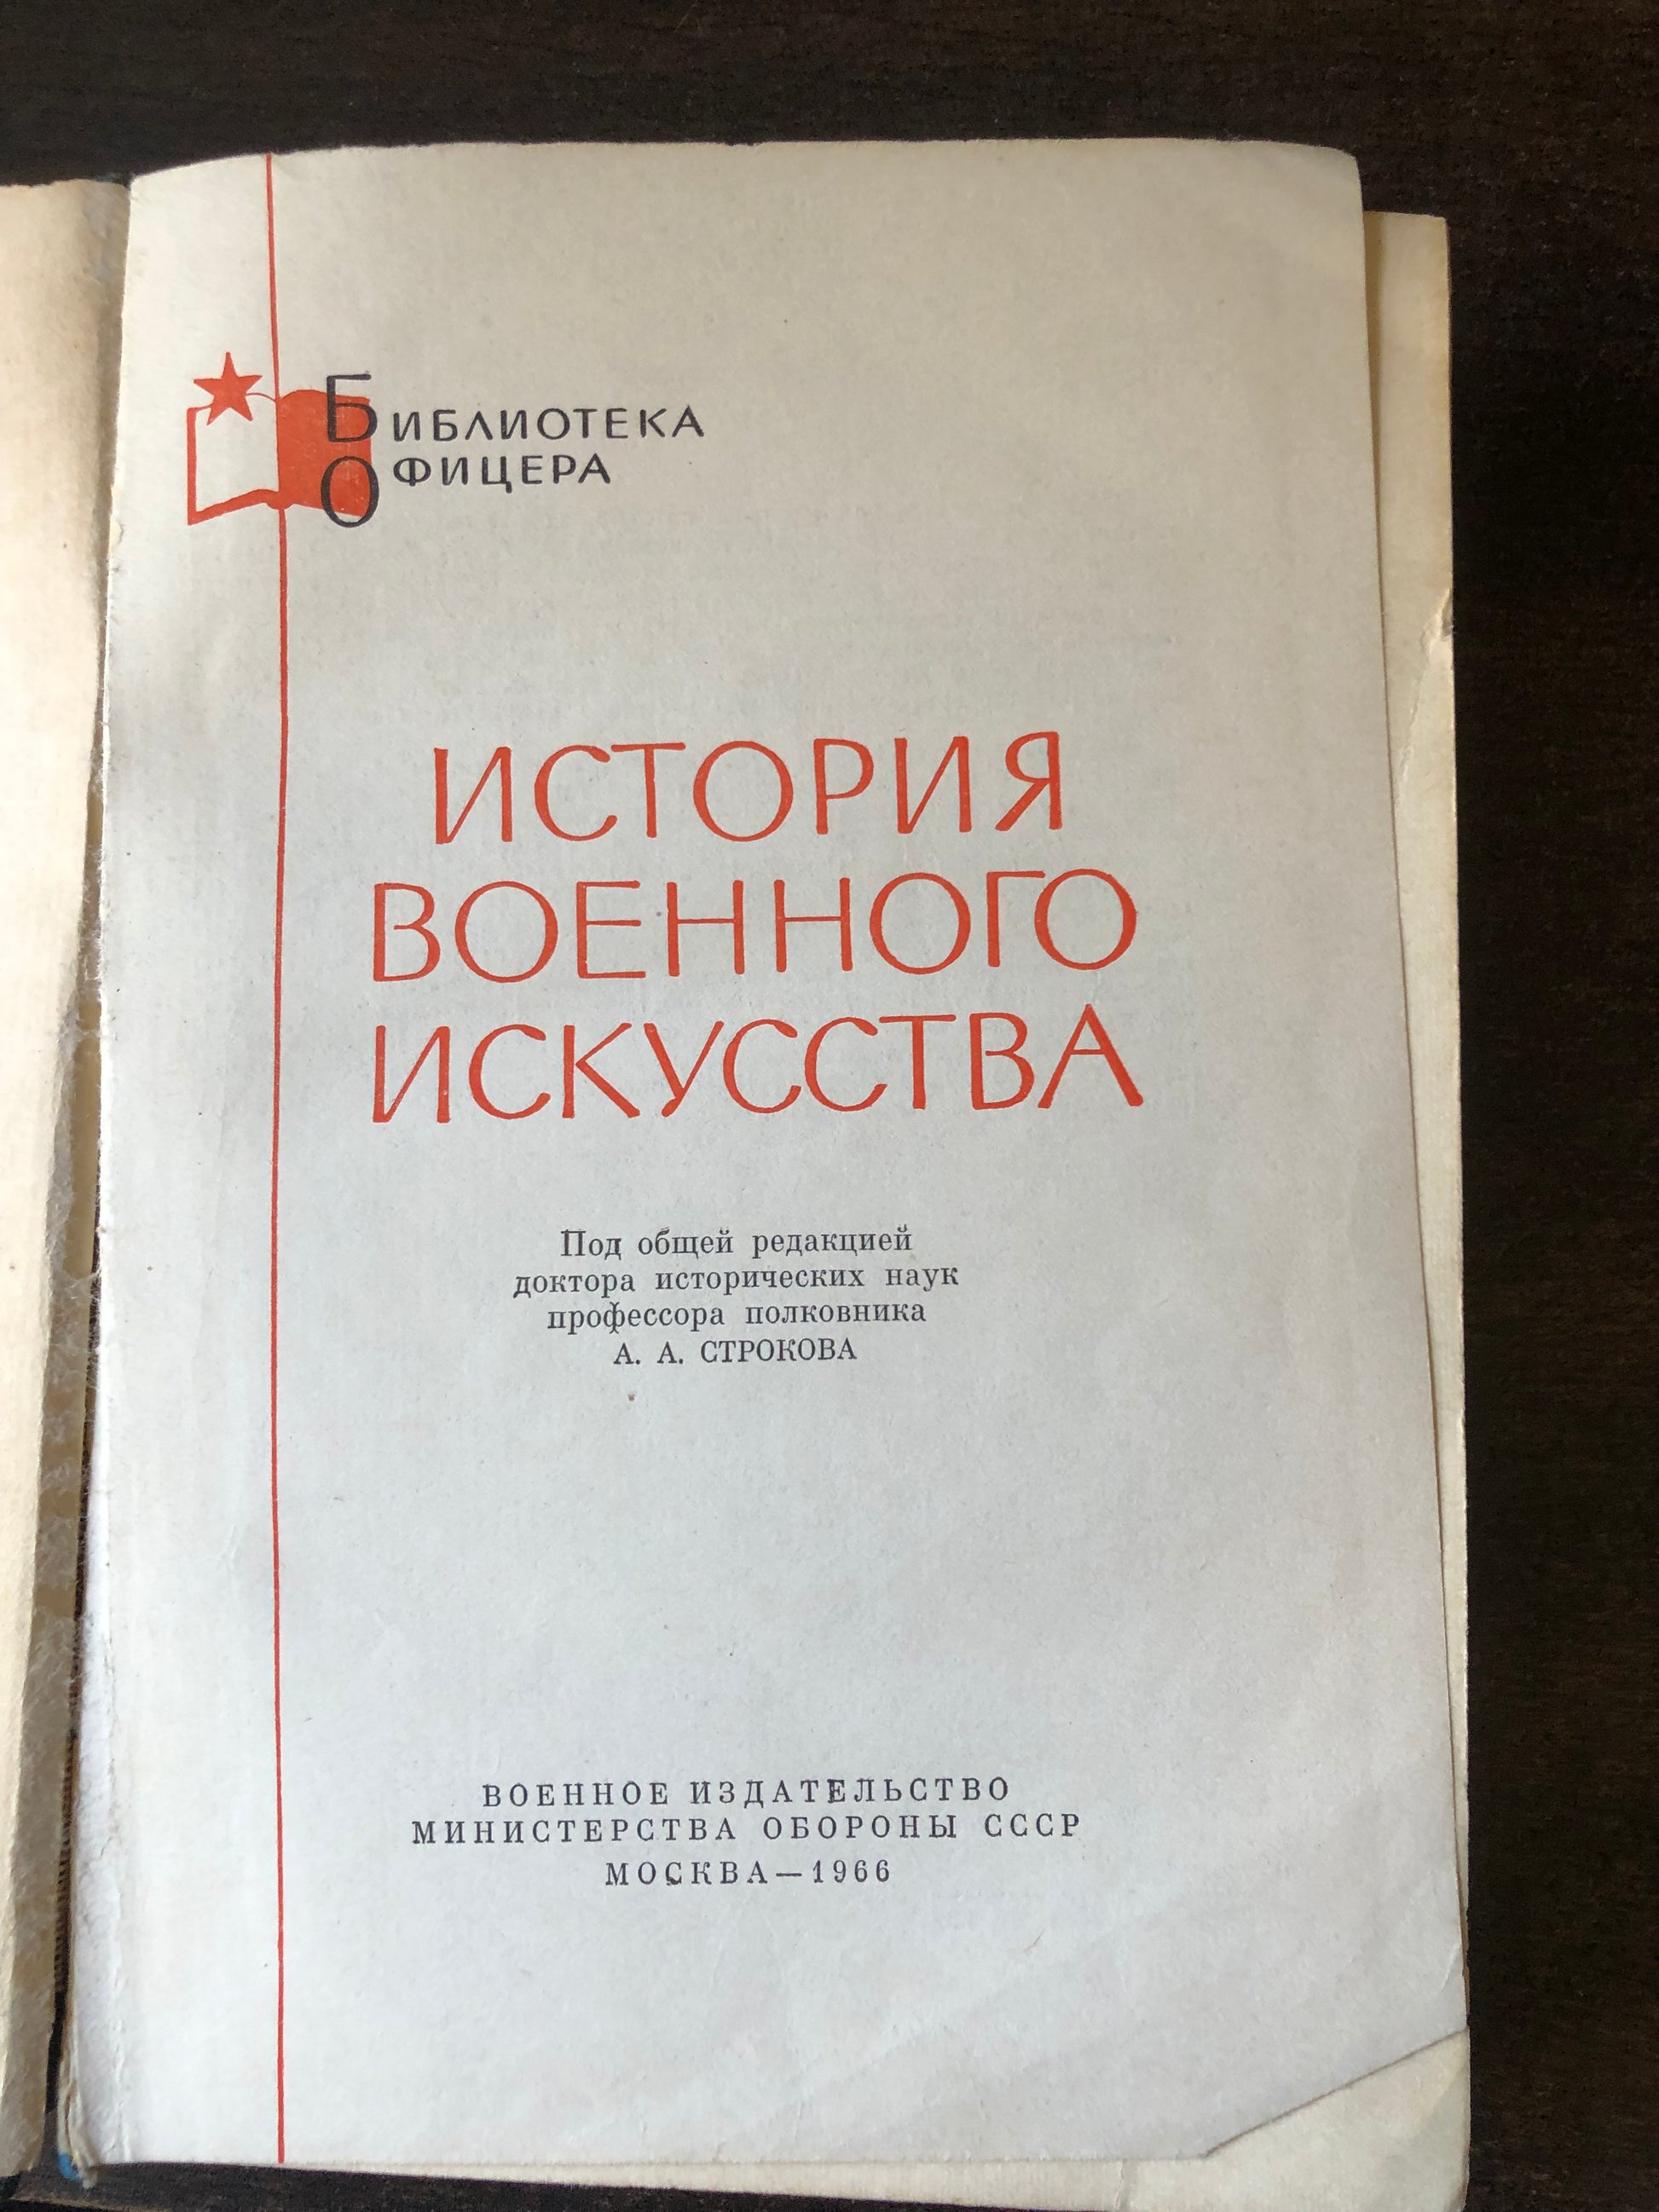 БИБЛИОТЕКА
ОФИЦЕРА
ИСТОРИЯ
ВОЕННОГО
ИСКУССТВА
Под общей редакцией
доктора исторических наук
профессора полковника
А. А. СТРОКОВА
ВОЕННОЕ ИЗДАТЕЛЬСТВО
МИНИСТЕРСТВА ОБОРОНЫ СССР
МОСКВА—1966